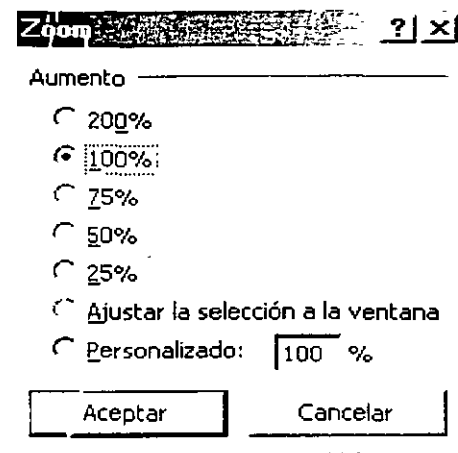 Zoom ? ×
Aumento
200%
100%
75%
50%
25%
Ajustar la selección a la ventana
Personalizado: 100 %
Aceptar Cancelar